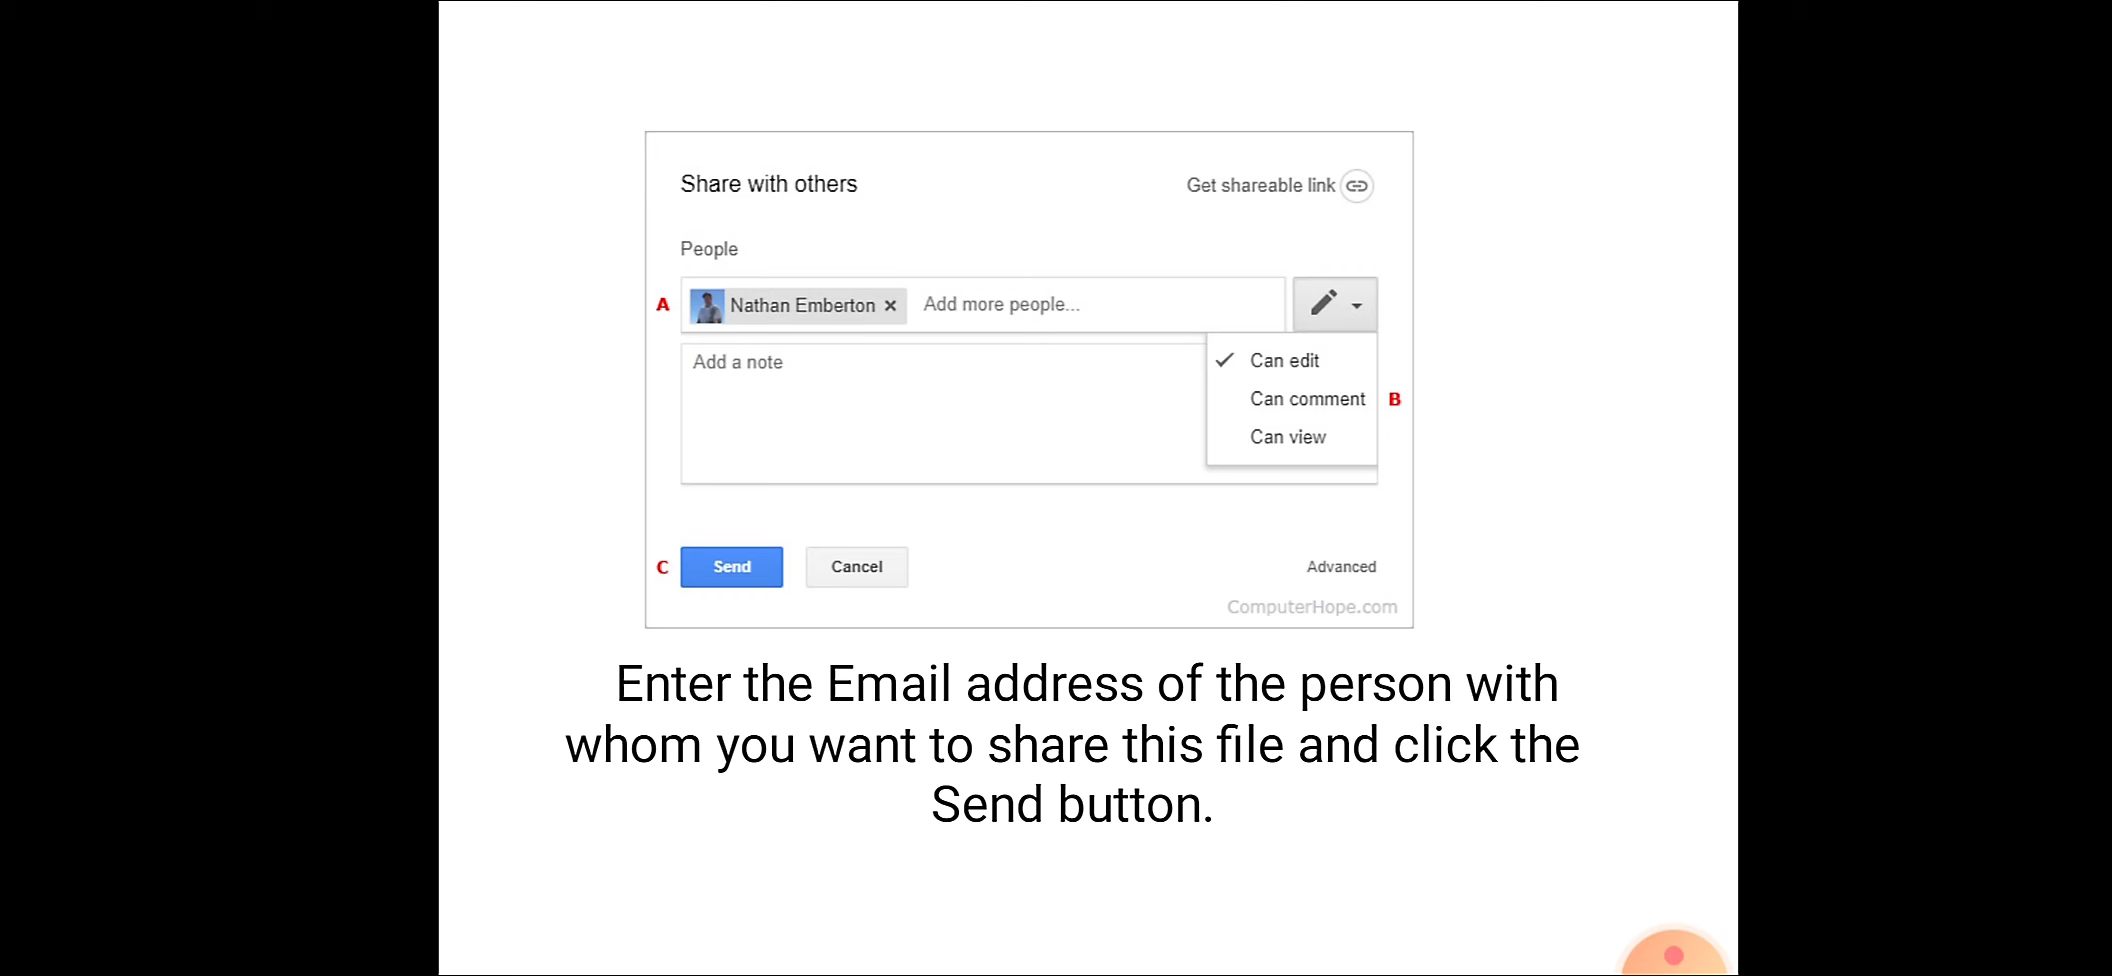 Share with others
Get shareable link
People
A
Nathan Emberton ×
Add more people...
Add a note
Can edit
Can comment
B
Can view
C
Send
Cancel
Advanced
ComputerHope.com
Enter the Email address of the person with
whom you want to share this file and click the
Send button.